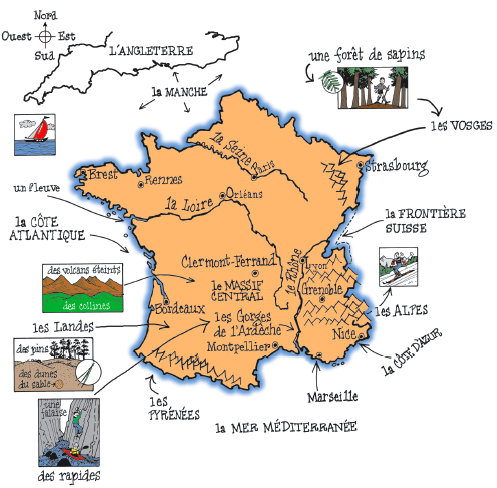 Nord
Ouest
Est
Sud
L'ANGLETERRE
une forêt de sapins
la MANCHE
les VOSGES
la Seine
Paris
Strasbourg
Brest
Rennes
un fleuve
la Loire
Orléans
la CÔTE
ATLANTIQUE
la FRONTIÈRE
SUISSE
Clermont-Ferrand
le Rhône
Lyon
des volcans éteints
des collines
le MASSIF
CENTRAL
Grenoble
Bordeaux
les ALPES
les Landes
les Gorges
de l'Ardèche
Nice
des pins
des dunes
du sable
Montpellier
la CÔTE D'AZUR
les
PYRÉNÉES
Marseille
une
falaise
la MER MÉDITERRANÉE
des rapides